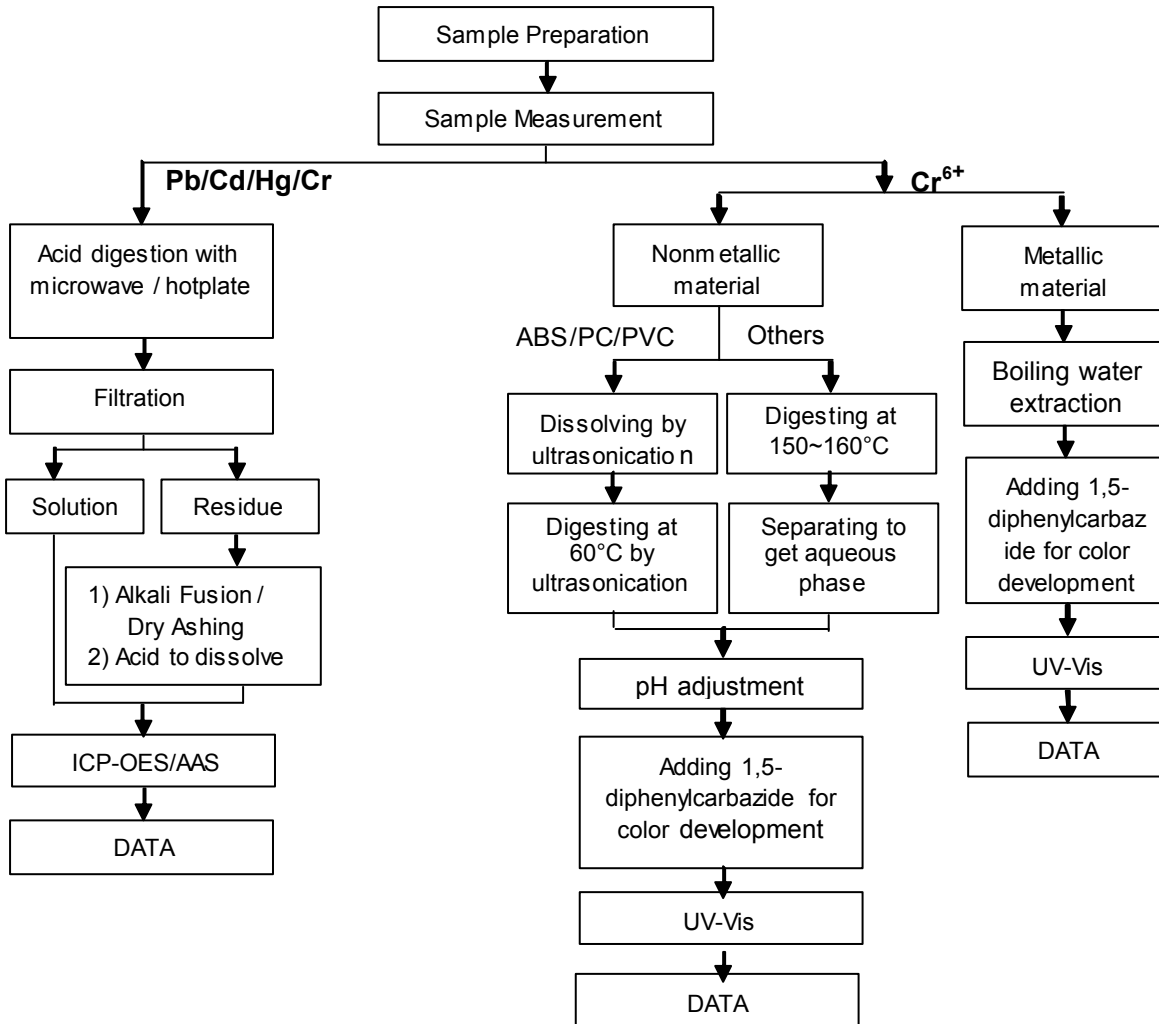 Sample Preparation
Sample Measurement
Pb/Cd/Hg/Cr
Cr⁶⁺
Acid digestion with
microwave / hotplate
Filtration
Solution
Residue
1) Alkali Fusion /
Dry Ashing
2) Acid to dissolve
ICP-OES/AAS
DATA
Nonmetallic
material
ABS/PC/PVC
Others
Dissolving by
ultrasonication
Digesting at
60°C by
ultrasonication
Digesting at
150~160°C
Separating to
get aqueous
phase
pH adjustment
Adding 1,5-
diphenylcarbazide for
color development
UV-Vis
DATA
Metallic
material
Boiling water
extraction
Adding 1,5-
diphenylcarbaz
ide for color
development
UV-Vis
DATA